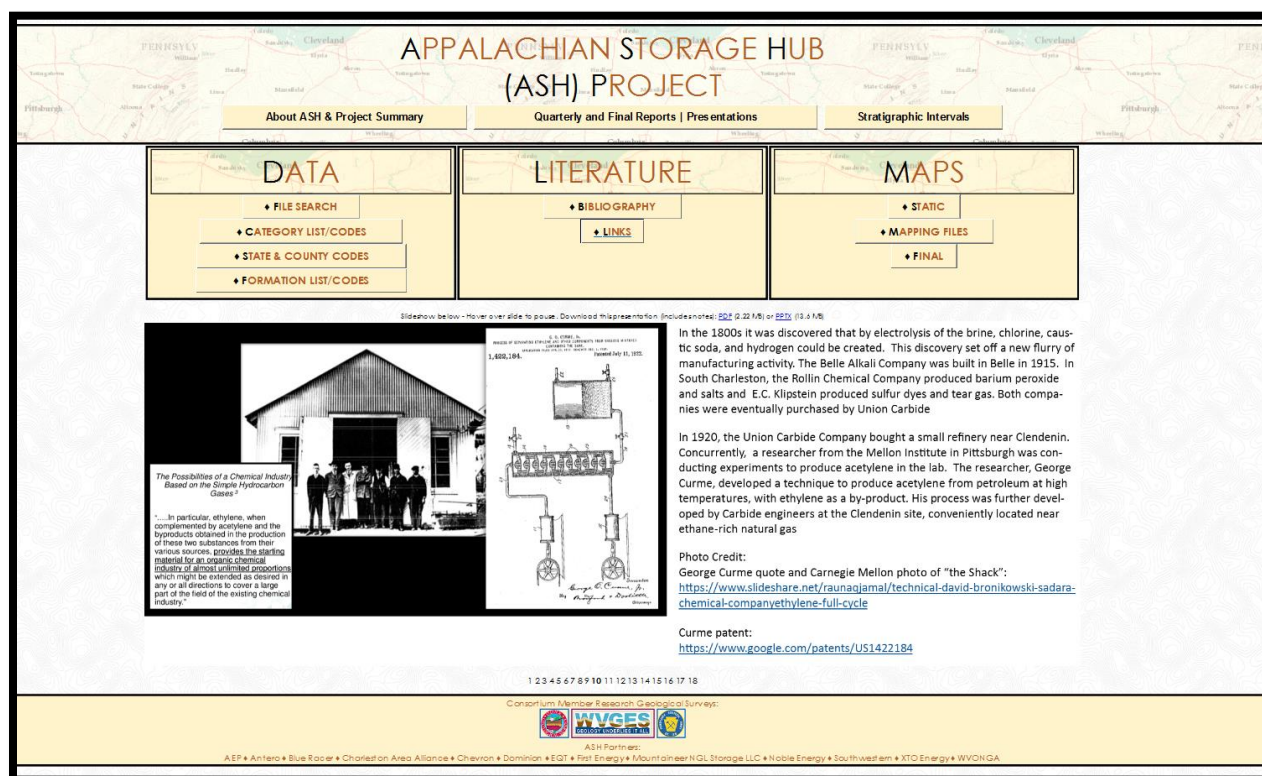 APPALACHIAN STORAGE HUB
(ASH) PROJECT
About ASH & Project Summary
Quarterly and Final Reports | Presentations
Stratigraphic Intervals
DATA
♦ FILE SEARCH
♦ CATEGORY LIST/CODES
♦ STATE & COUNTY CODES
♦ FORMATION LIST/CODES
LITERATURE
♦ BIBLIOGRAPHY
♦ LINKS
MAPS
♦ STATIC
♦ MAPPING FILES
♦ FINAL
Slideshow below - Hover over slide to pause. Download this presentation (includes notes): PDF (2.22 MB) or PPTX (13.6 MB)
The Possibilities of a Chemical Industry
Based on the Simple Hydrocarbon
Gases ²
"….In particular, ethylene, when
complemented by acetylene and the
byproducts obtained in the production
of these two substances from their
various sources, provides the starting
material for an organic chemical
industry of almost unlimited proportions
which might be extended as desired in
any or all directions to cover a large
part of the field of the existing chemical
industry."
1,422,184.
Patented July 11, 1922.
In the 1800s it was discovered that by electrolysis of the brine, chlorine, caus-
tic soda, and hydrogen could be created. This discovery set off a new flurry of
manufacturing activity. The Belle Alkali Company was built in Belle in 1915. In
South Charleston, the Rollin Chemical Company produced barium peroxide
and salts and E.C. Klipstein produced sulfur dyes and tear gas. Both compa-
nies were eventually purchased by Union Carbide
In 1920, the Union Carbide Company bought a small refinery near Clendenin.
Concurrently, a researcher from the Mellon Institute in Pittsburgh was con-
ducting experiments to produce acetylene in the lab. The researcher, George
Curme, developed a technique to produce acetylene from petroleum at high
temperatures, with ethylene as a by-product. His process was further devel-
oped by Carbide engineers at the Clendenin site, conveniently located near
ethane-rich natural gas
Photo Credit:
George Curme quote and Carnegie Mellon photo of "the Shack":
https://www.slideshare.net/raunaqjamal/technical-david-bronikowski-sadara-
chemical-companyethylene-full-cycle
Curme patent:
https://www.google.com/patents/US1422184
1 2 3 4 5 6 7 8 9 10 11 12 13 14 15 16 17 18
Consortium Member Research Geological Surveys:
WVGES
GEOLOGY UNDERLIES IT ALL
ASH Partners:
AEP ♦ Antero ♦ Blue Racer ♦ Charleston Area Alliance ♦ Chevron ♦ Dominion ♦ EQT ♦ First Energy ♦ Mountaineer NGL Storage LLC ♦ Noble Energy ♦ Southwestern ♦ XTO Energy ♦ WVONGA